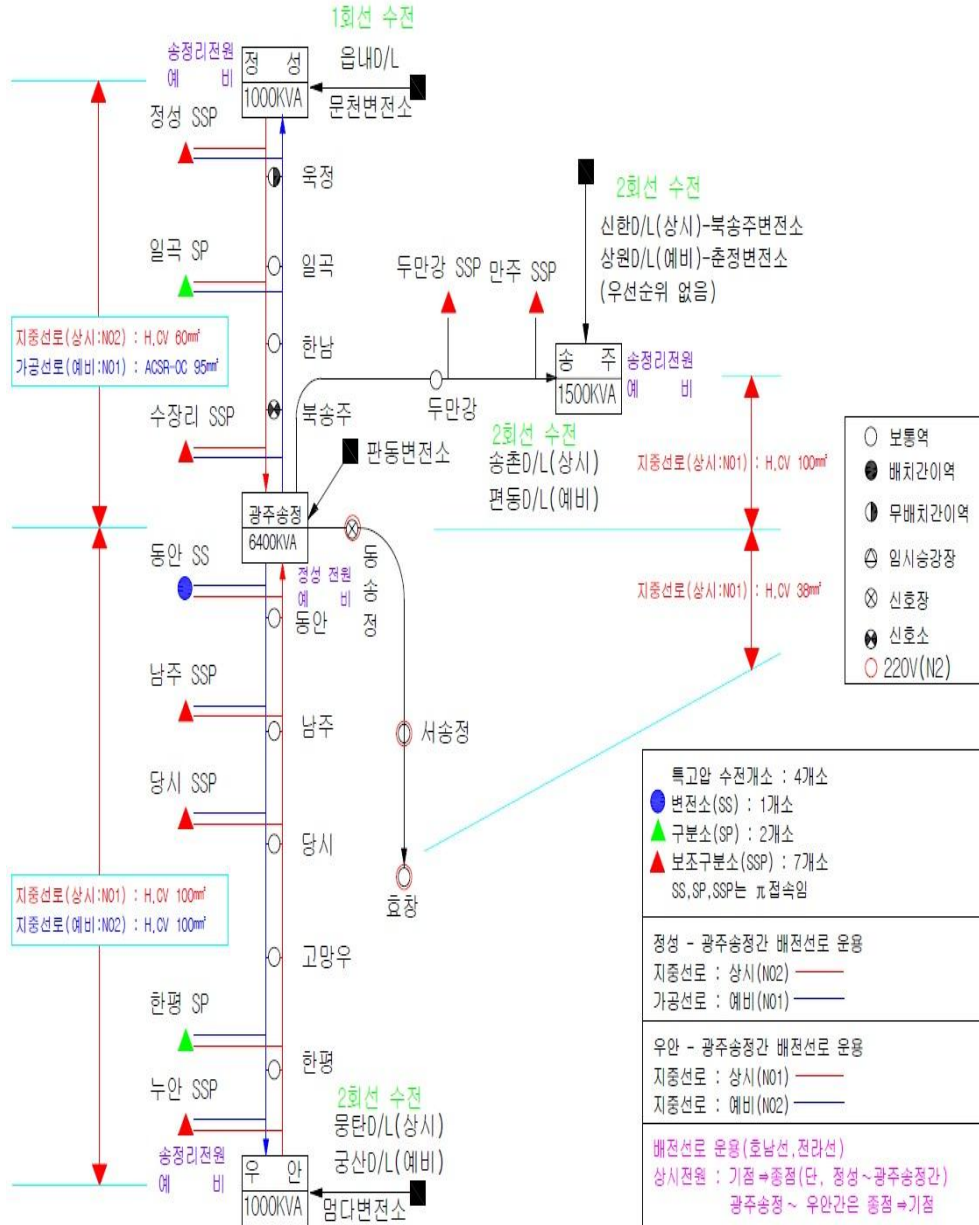 1회선 수전
송정리전원
예 비
정 성
1000KVA
읍내D/L
문천변전소
정성 SSP
욱정
일곡 SP
일곡
지중선로(상시:NO2) : H,CV 60㎟
가공선로(예비:NO1) : ACSR-OC 95㎟
한남
수장리 SSP
북송주
2회선 수전
신한D/L(상시)-북송주변전소
상원D/L(예비)-춘정변전소
(우선순위 없음)
두만강 SSP
만주 SSP
송 주
1500KVA
송정리전원
예 비
두만강
2회선 수전
송촌D/L(상시)
편동D/L(예비)
판동변전소
지중선로(상시:NO1) : H,CV 100㎟
지중선로(상시:NO1) : H,CV 38㎟
광주송정
6400KVA
정성 전원
예 비
동송정
동안 SS
동안
남주 SSP
남주
서송정
당시 SSP
당시
효창
지중선로(상시:NO1) : H,CV 100㎟
지중선로(예비:NO2) : H,CV 100㎟
고망우
한평 SP
한평
누안 SSP
2회선 수전
뭉탄D/L(상시)
궁산D/L(예비)
송정리전원
예 비
우 안
1000KVA
멈다변전소
보통역
배치간이역
무배치간이역
임시승강장
신호장
신호소
220V(N2)
특고압 수전개소 : 4개소
변전소(SS) : 1개소
구분소(SP) : 2개소
보조구분소(SSP) : 7개소
SS,SP,SSP는 π접속임
정성 - 광주송정간 배전선로 운용
지중선로 : 상시(NO2)
가공선로 : 예비(NO1)
우안 - 광주송정간 배전선로 운용
지중선로 : 상시(NO1)
지중선로 : 예비(NO2)
배전선로 운용(호남선,전라선)
상시전원 : 기점⇒종점(단, 정성~광주송정간)
광주송정~ 우안간은 종점⇒기점